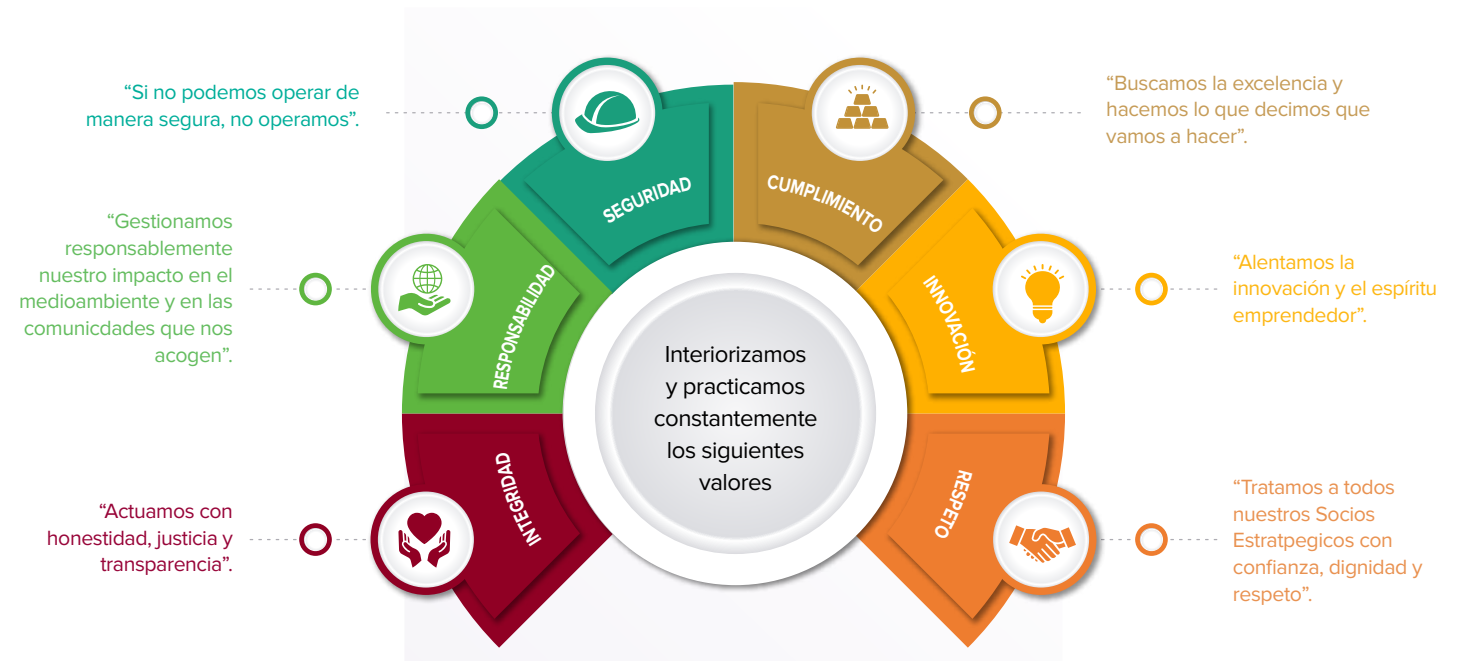 “Si no podemos operar de
manera segura, no operamos”.
“Gestionamos
responsablemente
nuestro impacto en el
medioambiente y en las
comunicdades que nos
acogen”.
“Actuamos con
honestidad, justicia y
transparencia”.
INTEGRIDAD
RESPONSABILIDAD
SEGURIDAD
CUMPLIMIENTO
INNOVACIÓN
RESPETO
Interiorizamos
y practicamos
constantemente
los siguientes
valores
“Buscamos la excelencia y
hacemos lo que decimos que
vamos a hacer”.
“Alentamos la
innovación y el espíritu
emprendedor”.
“Tratamos a todos
nuestros Socios
Estratpegicos con
confianza, dignidad y
respeto”.